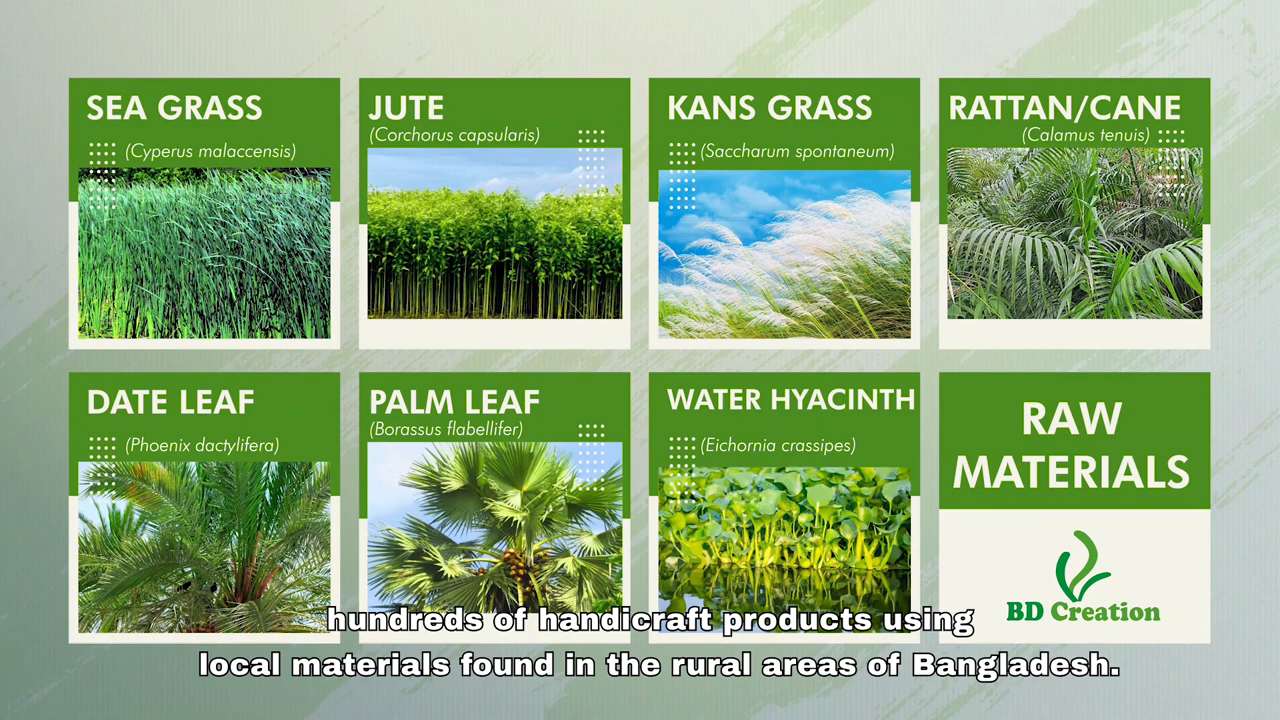 SEA GRASS
(Cyperus malaccensis)
JUTE
(Corchorus capsularis)
KANS GRASS
(Saccharum spontaneum)
RATTAN/CANE
(Calamus tenuis)
DATE LEAF
(Phoenix dactylifera)
PALM LEAF
(Borassus flabellifer)
WATER HYACINTH
(Eichornia crassipes)
RAW
MATERIALS
BD Creation
hundreds of handicraft products using
local materials found in the rural areas of Bangladesh.